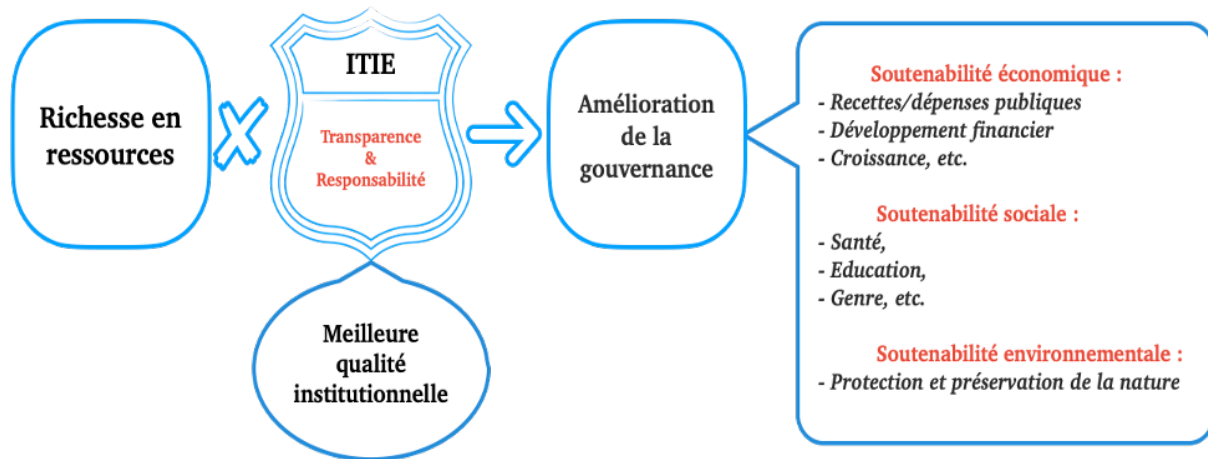 Richesse en
ressources
ITIE
Transparence
&
Responsabilité
Meilleure
qualité
institutionnelle
Amélioration
de la
gouvernance
Soutenabilité économique :
- Recettes/dépenses publiques
- Développement financier
- Croissance, etc.
Soutenabilité sociale :
- Santé,
- Education,
- Genre, etc.
Soutenabilité environnementale :
- Protection et préservation de la nature